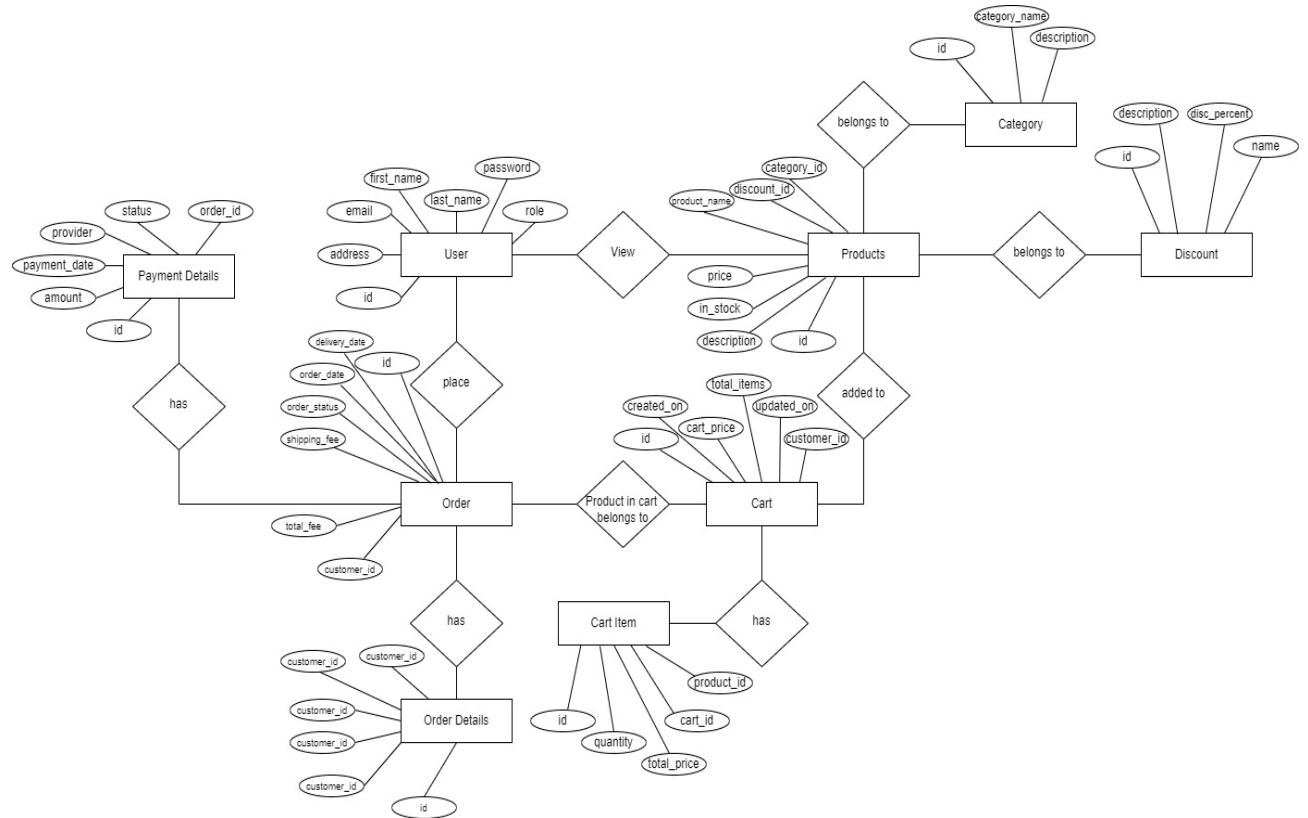 category_name
id
description
belongs to
Category
description
disc_percent
id
name
password
first_name
last_name
category_id
discount_id
product_name
status
order_id
email
role
provider
address
User
View
Products
belongs to
Discount
payment_date
Payment Details
price
amount
id
in_stock
id
description
id
delivery_date
id
place
order_date
total_items
added to
has
order_status
created_on
updated_on
cart_price
shipping_fee
id
customer_id
Order
Product in cart
belongs to
Cart
total_fee
customer_id
has
Cart Item
has
customer_id
customer_id
product_id
customer_id
Order Details
id
cart_id
customer_id
quantity
total_price
customer_id
id